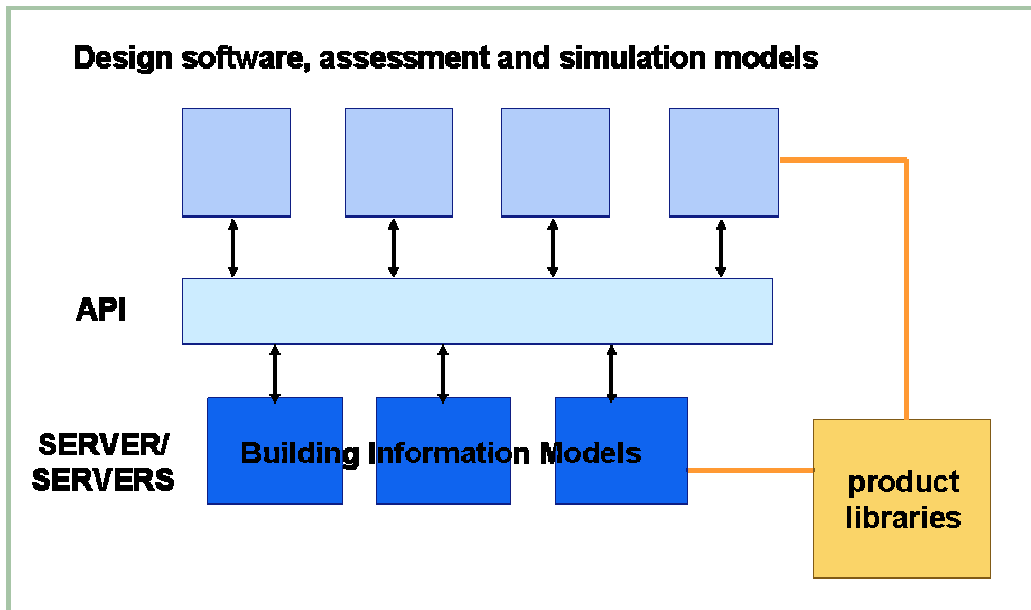 Design software, assessment and simulation models
API
SERVER/
SERVERS
Building Information Models
product
libraries